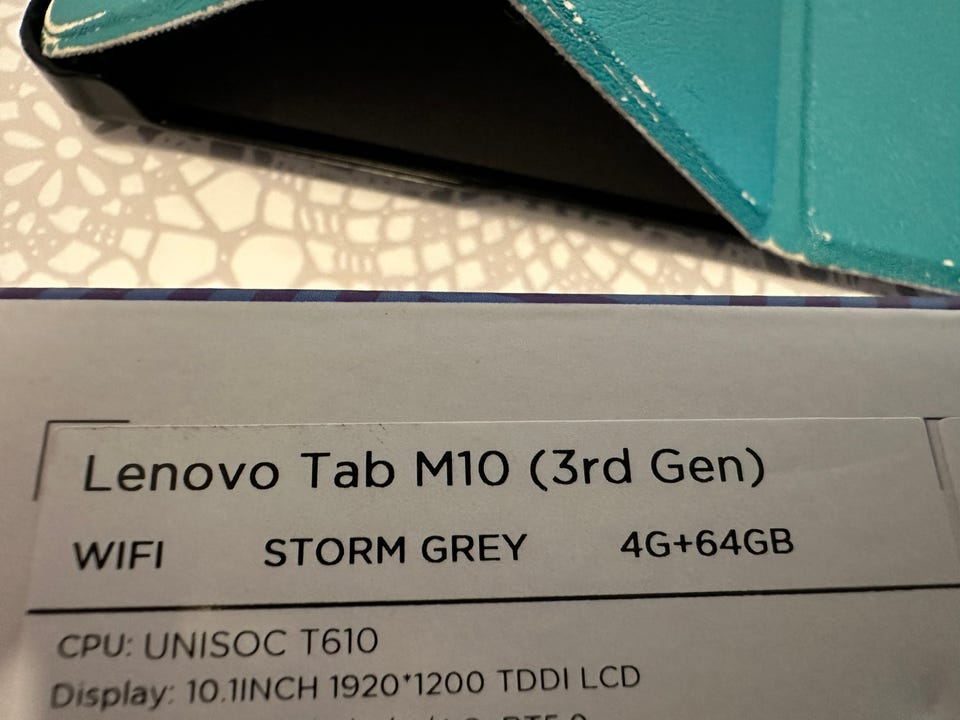 Lenovo Tab M10 (3rd Gen)
WIFI STORM GREY 4G+64GB
CPU: UNISOC T610
Display: 10.1INCH 1920*1200 TDDI LCD